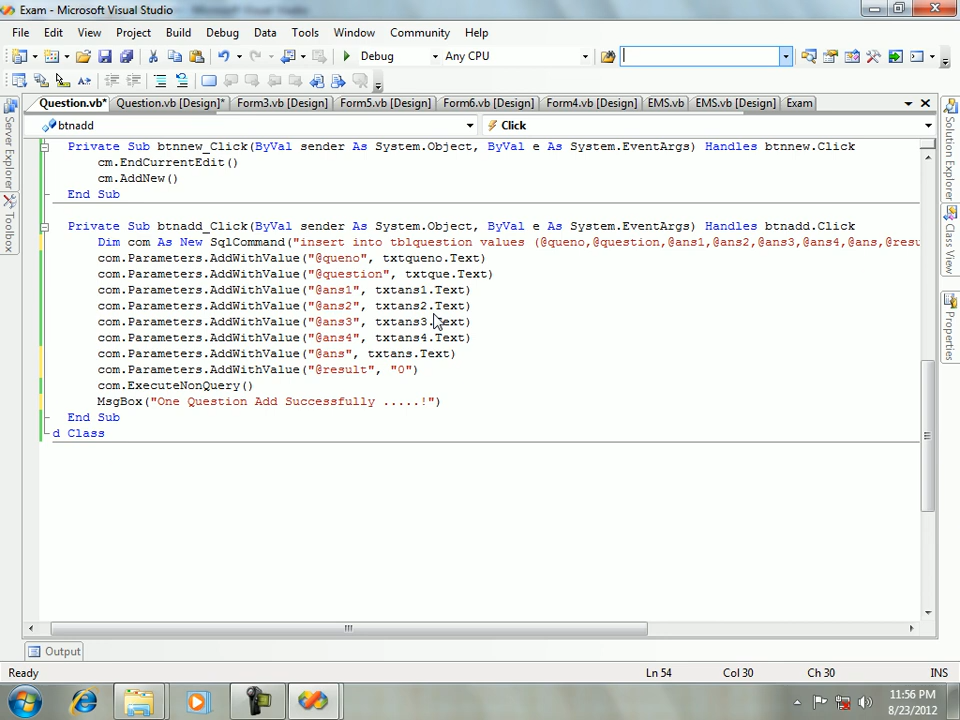 Exam - Microsoft Visual Studio
File Edit View Project Build Debug Data Tools Window Community Help
Debug Any CPU
Question.vb* Question.vb [Design]* Form3.vb [Design] Form5.vb [Design] Form6.vb [Design] Form4.vb [Design] EMS.vb EMS.vb [Design] Exam
btnadd Click
Private Sub btnnew_Click(ByVal sender As System.Object, ByVal e As System.EventArgs) Handles btnnew.Click
cm.EndCurrentEdit()
cm.AddNew()
End Sub
Private Sub btnadd_Click(ByVal sender As System.Object, ByVal e As System.EventArgs) Handles btnadd.Click
Dim com As New SqlCommand("insert into tblquestion values (@queno,@question,@ans1,@ans2,@ans3,@ans4,@ans,@resu
com.Parameters.AddWithValue("@queno", txtqueno.Text)
com.Parameters.AddWithValue("@question", txtque.Text)
com.Parameters.AddWithValue("@ans1", txtans1.Text)
com.Parameters.AddWithValue("@ans2", txtans2.Text)
com.Parameters.AddWithValue("@ans3", txtans3.Text)
com.Parameters.AddWithValue("@ans4", txtans4.Text)
com.Parameters.AddWithValue("@ans", txtans.Text)
com.Parameters.AddWithValue("@result", "0")
com.ExecuteNonQuery()
MsgBox("One Question Add Successfully .....!")
End Sub
d Class
Server Explorer
Toolbox
Solution Explorer
Class View
Properties
Output
Ready Ln 54 Col 30 Ch 30 INS
11:56 PM
8/23/2012